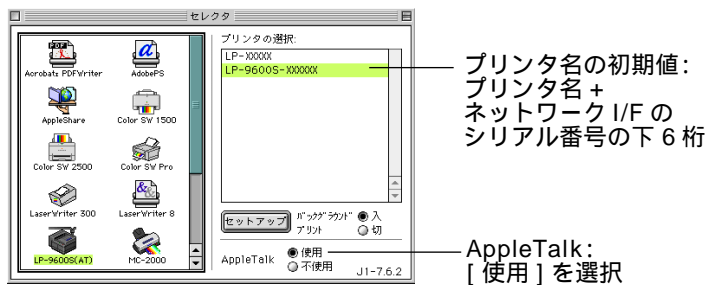 セレクタ
プリンタの選択:
LP-XXXXX
LP-9600S-XXXXXX
Acrobat™ PDFWriter
AdobePS
AppleShare
Color SW 1500
Color SW 2500
Color SW Pro
LaserWriter 300
LaserWriter 8
LP-9600S(AT)
MC-2000
セットアップ
バックグラウンド
プリント
入
切
AppleTalk
使用
不使用
J1-7.6.2
プリンタ名の初期値:
プリンタ名 +
ネットワーク I/F の
シリアル番号の下 6 桁
AppleTalk:
[ 使用 ] を選択